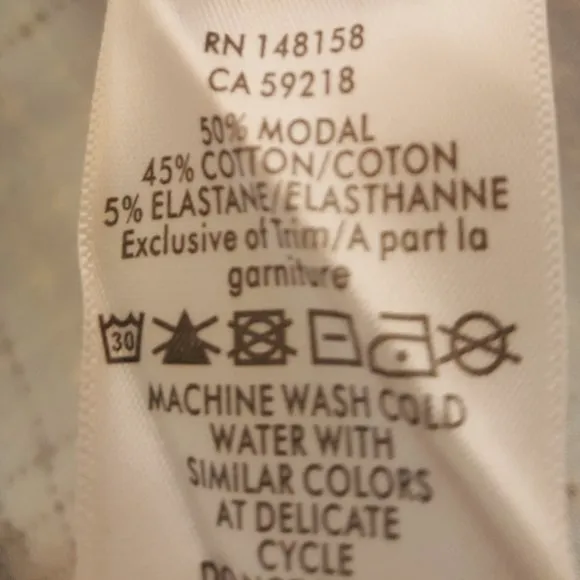 RN 148158
CA 59218
50% MODAL
45% COTTON/COTON
5% ELASTANE/ELASTHANNE
Exclusive of Trim/A part la
garniture
30
MACHINE WASH COLD
WATER WITH
SIMILAR COLORS
AT DELICATE
CYCLE